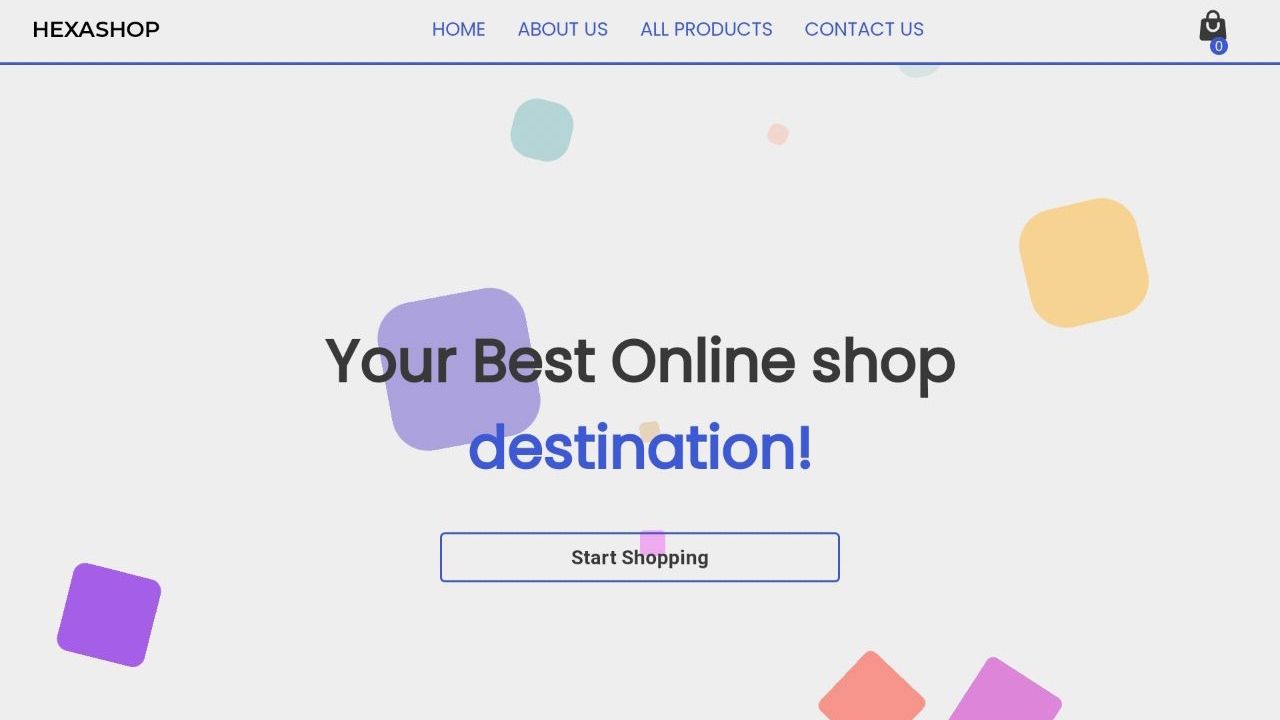 HEXASHOP
HOME ABOUT US ALL PRODUCTS CONTACT US
0
Your Best Online shop
destination!
Start Shopping